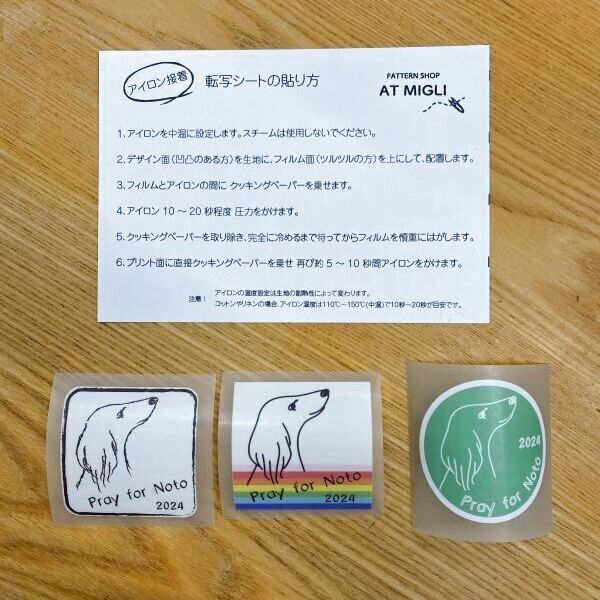 アイロン接着
転写シートの貼り方
PATTERN SHOP
AT MIGLI
1、アイロンを中温に設定します。スチームは使用しないでください。
2、デザイン面（凹凸のある方）を生地に、フィルム面（ツルツルの方）を上にして、配置します。
3、フィルムとアイロンの間に クッキングペーパーを乗せます。
4、アイロン 10 ～ 20 秒程度 圧力をかけます。
5、クッキングペーパーを取り除き、完全に冷めるまで待ってからフィルムを慎重にはがします。
6、プリント面に直接クッキングペーパーを乗せ 再び約 5 ～ 10 秒間アイロンをかけます。
注意：
アイロンの温度設定は生地の耐熱性によって変わります。
コットンやリネンの場合、アイロン温度は110℃～150℃(中温)で10秒～20秒が目安です。
Pray for Noto
2024
Pray for Noto
2024
2024
Pray for Noto